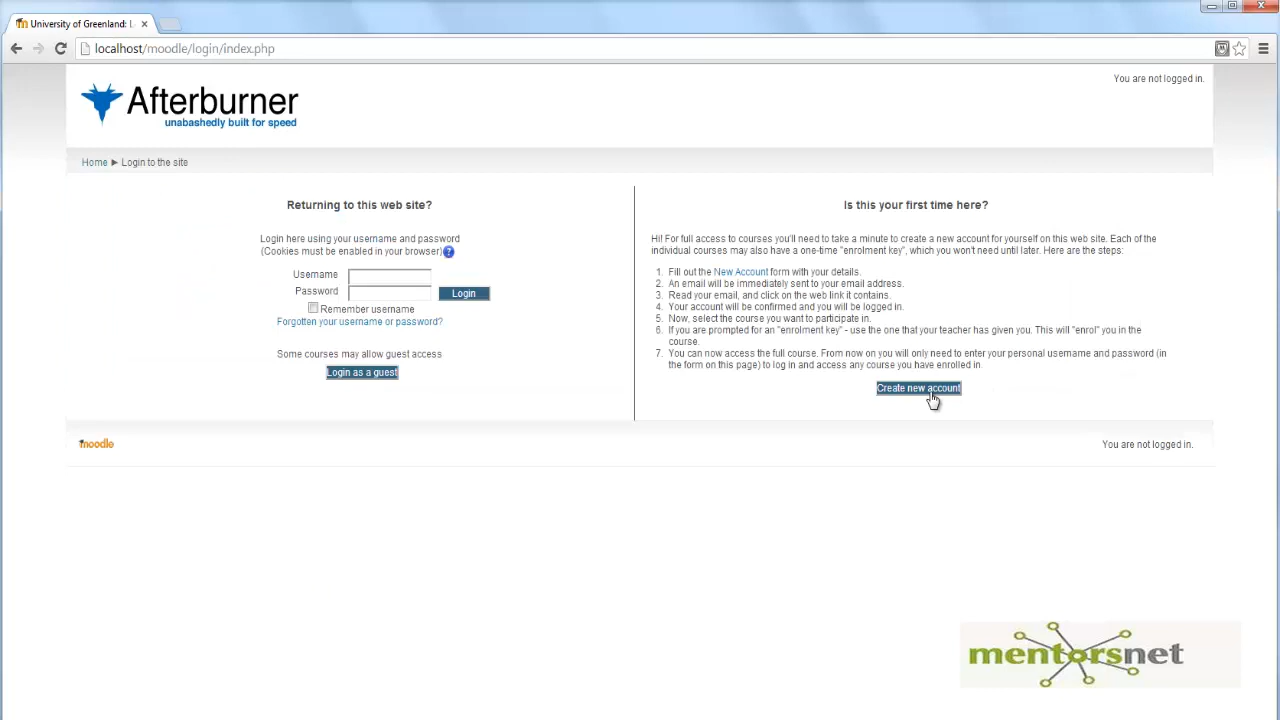 University of Greenland: L
localhost/moodle/login/index.php
You are not logged in.
Afterburner
unabashedly built for speed
Home ▶ Login to the site
Returning to this web site?
Login here using your username and password
(Cookies must be enabled in your browser) ?
Username
Password
Login
Remember username
Forgotten your username or password?
Some courses may allow guest access
Login as a guest
Is this your first time here?
Hi! For full access to courses you'll need to take a minute to create a new account for yourself on this web site. Each of the
individual courses may also have a one-time "enrolment key", which you won't need until later. Here are the steps:
1. Fill out the New Account form with your details.
2. An email will be immediately sent to your email address.
3. Read your email, and click on the web link it contains.
4. Your account will be confirmed and you will be logged in.
5. Now, select the course you want to participate in.
6. If you are prompted for an "enrolment key" - use the one that your teacher has given you. This will "enrol" you in the
course.
7. You can now access the full course. From now on you will only need to enter your personal username and password (in
the form on this page) to log in and access any course you have enrolled in.
Create new account
moodle
You are not logged in.
mentorsnet